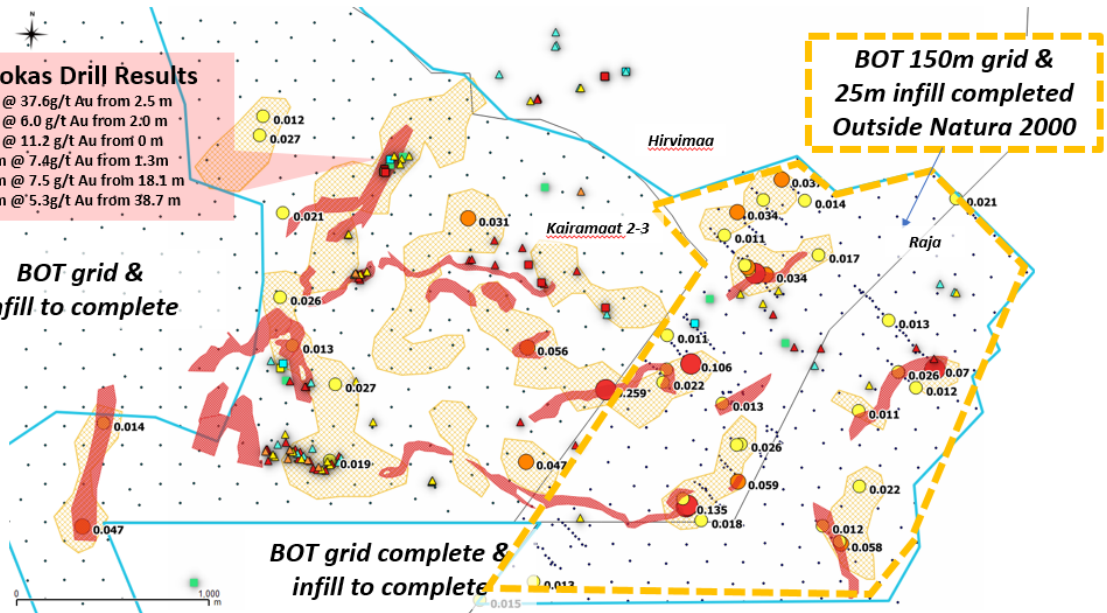 N
okas Drill Results
@ 37.6g/t Au from 2.5 m
@ 6.0 g/t Au from 2.0 m
@ 11.2 g/t Au from 0 m
m @ 7.4g/t Au from 1.3m
m @ 7.5 g/t Au from 18.1 m
m @ 5.3g/t Au from 38.7 m
BOT 150m grid &
25m infill completed
Outside Natura 2000
Hirvimaa
Kairamaat 2-3
Raja
BOT grid &
nfill to complete
BOT grid complete &
infill to complete
0.012
0.027
0.021
0.031
0.037
0.014
0.034
0.021
0.011
0.017
0.034
0.026
0.013
0.013
0.011
0.056
0.106
0.07
0.026
0.027
0.022
0.012
0.259
0.013
0.011
0.014
0.026
0.019
0.047
0.059
0.022
0.135
0.018
0.012
0.047
0.058
0.013
0.015
0
1,000
m